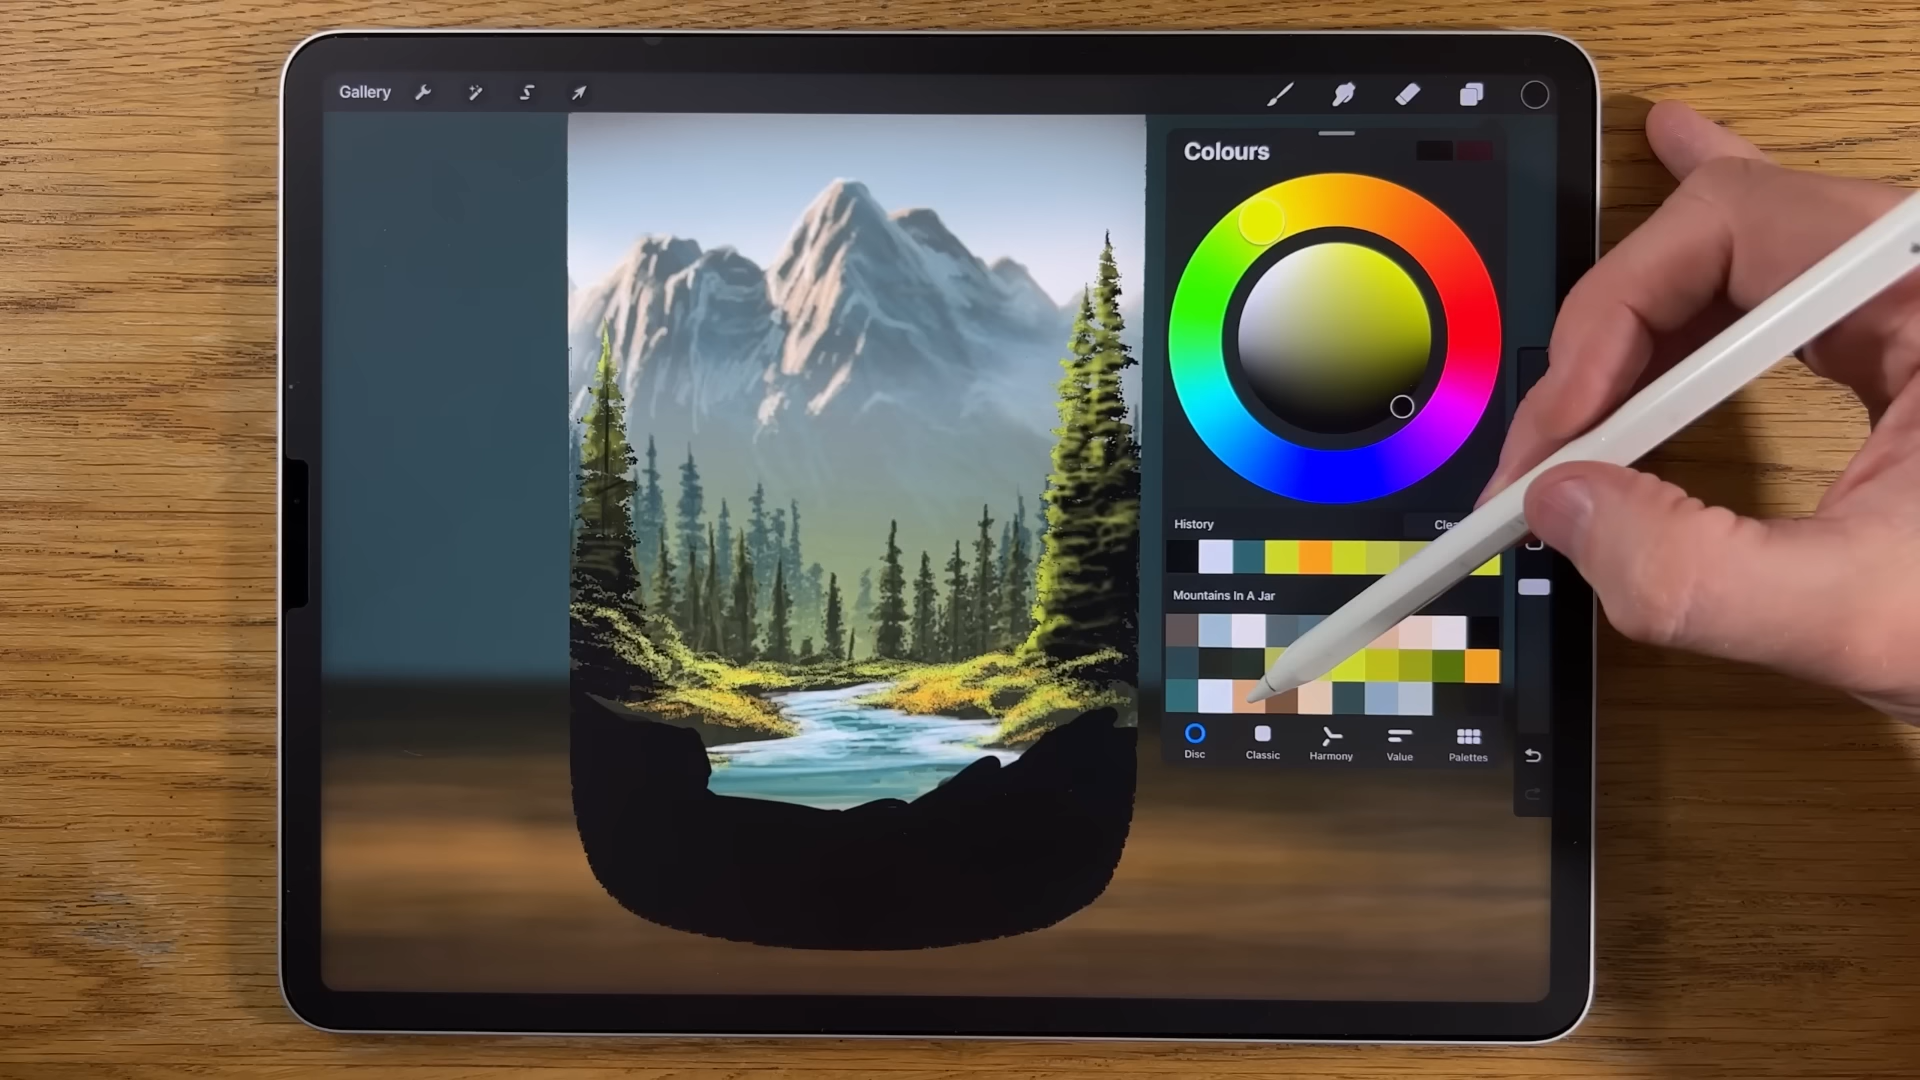 Gallery
Colours
History
Mountains In A Jar
Disc
Classic
Harmony
Value
Palettes